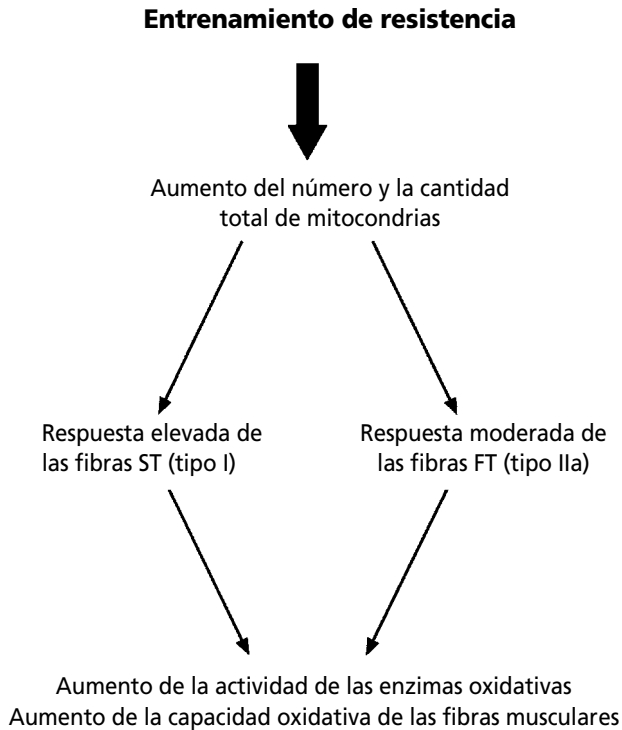 Entrenamiento de resistencia
Aumento del número y la cantidad
total de mitocondrias
Respuesta elevada de
las fibras ST (tipo I)
Respuesta moderada de
las fibras FT (tipo IIa)
Aumento de la actividad de las enzimas oxidativas
Aumento de la capacidad oxidativa de las fibras musculares